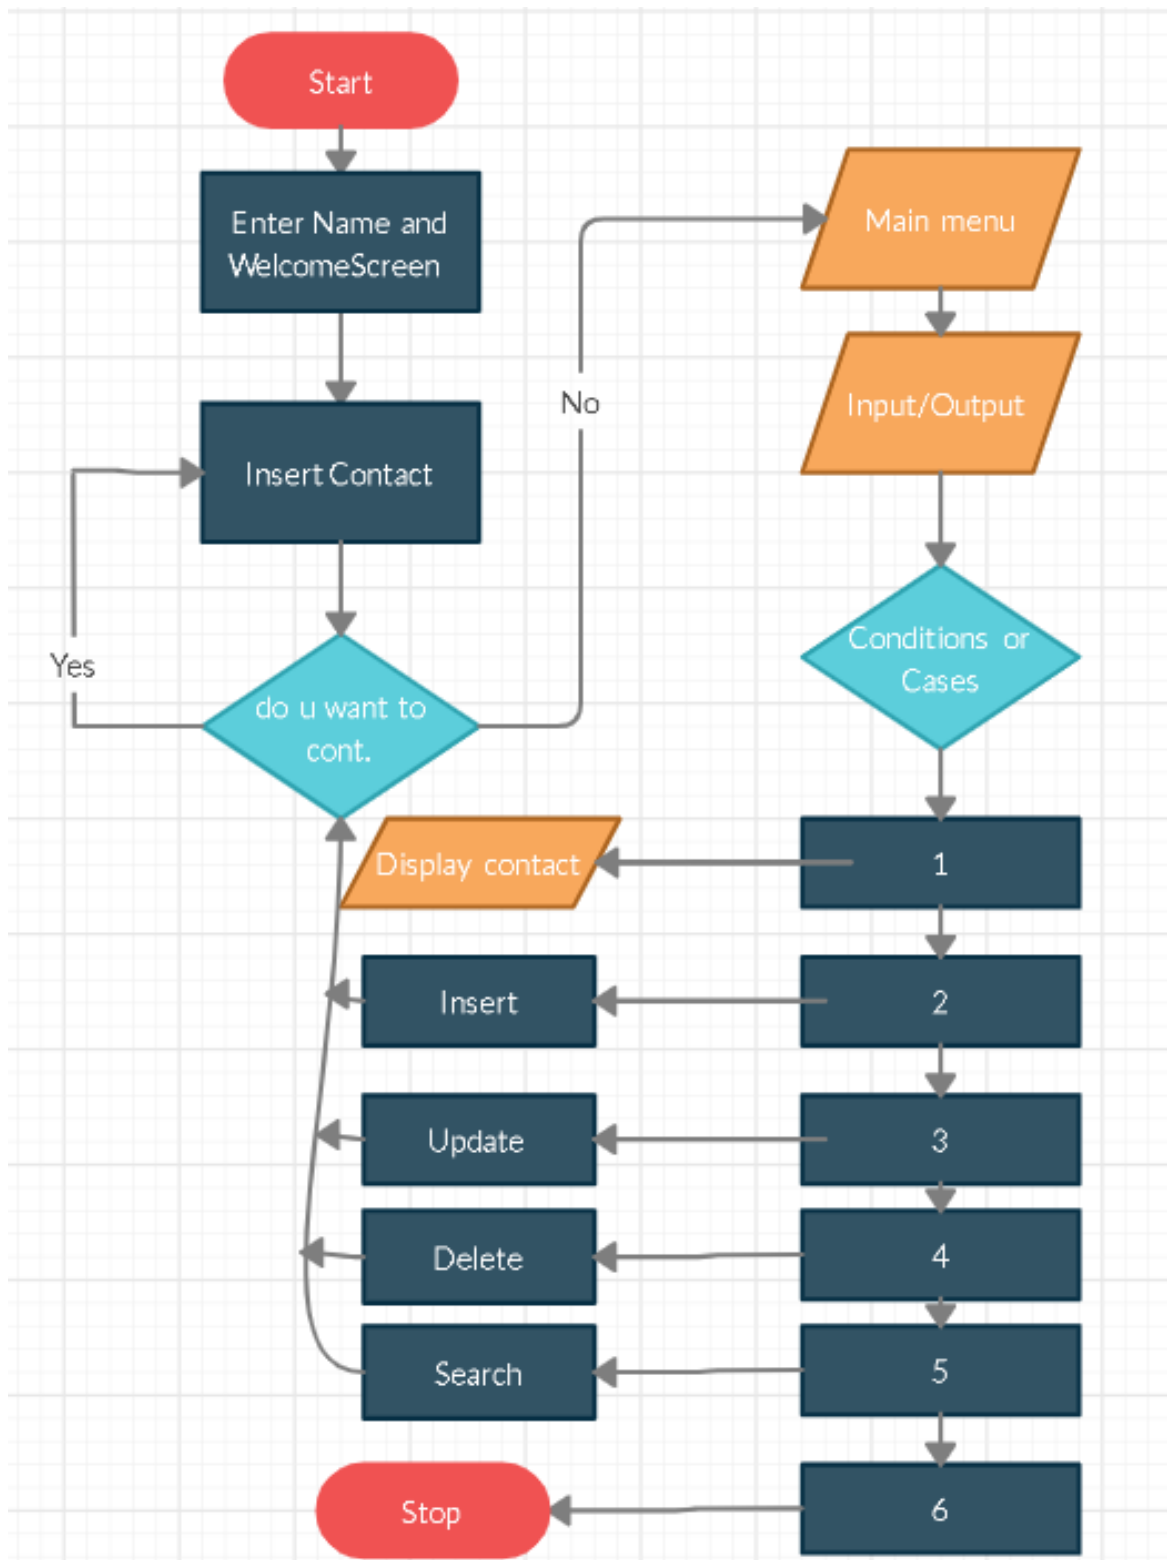 Start
Enter Name and
WelcomeScreen
Insert Contact
Yes
do u want to
cont.
No
Main menu
Input/Output
Conditions or
Cases
Display contact
1
Insert
2
Update
3
Delete
4
Search
5
Stop
6